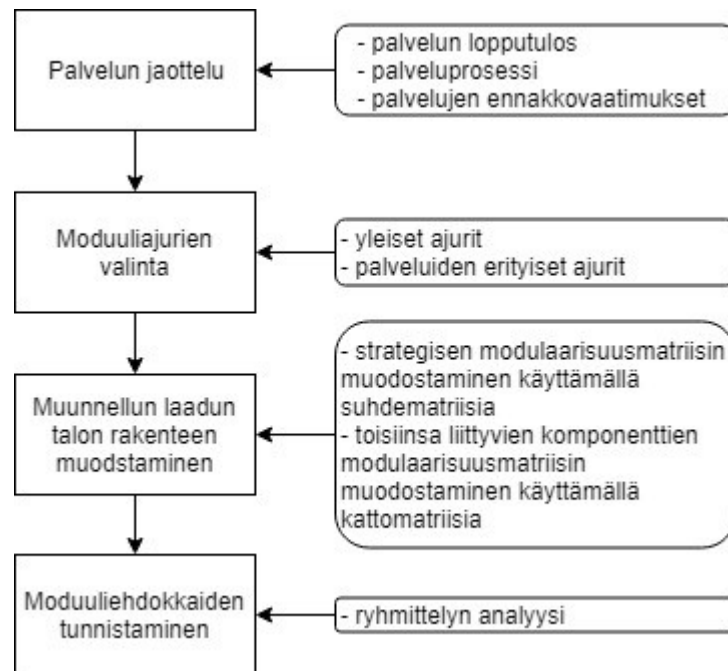 Palvelun jaottelu
- palvelun lopputulos
- palveluprosessi
- palvelujen ennakkovaatimukset
Moduuliajurien
valinta
- yleiset ajurit
- palveluiden erityiset ajurit
Muunnellun laadun
talon rakenteen
muodstaminen
- strategisen modulaarisuusmatriisin
muodostaminen käyttämällä
suhdematriisia
- toisiinsa liittyvien komponenttien
modulaarisuusmatriisin
muodostaminen käyttämällä
kattomatriisia
Moduuliehdokkaiden
tunnistaminen
- ryhmittelyn analyysi